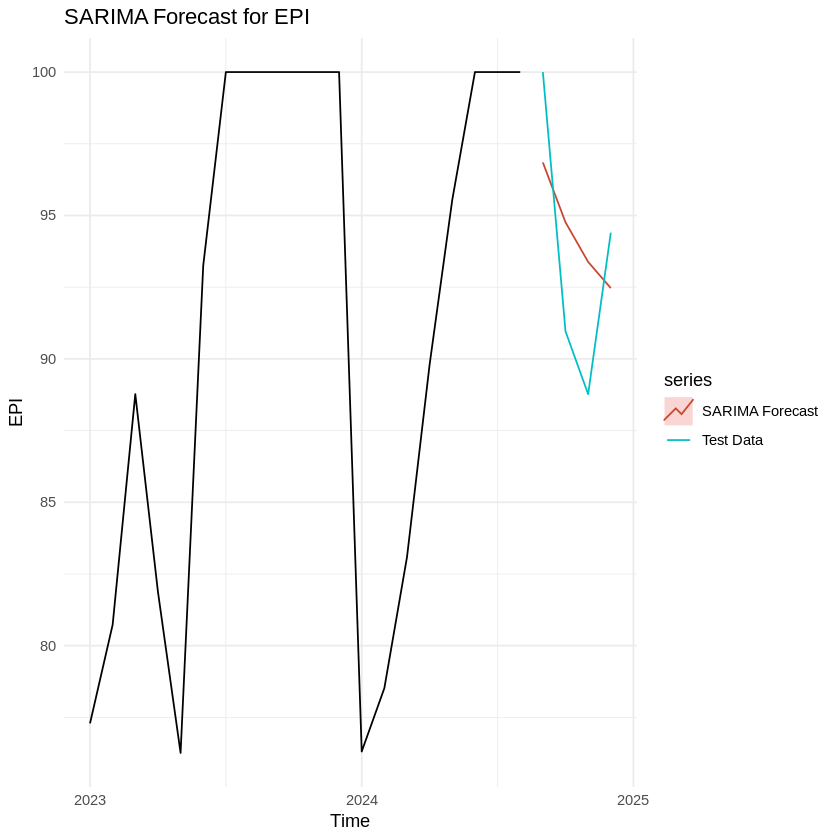 SARIMA Forecast for EPI
100
95
90
85
80
EPI
2023
2024
2025
Time
series
SARIMA Forecast
Test Data